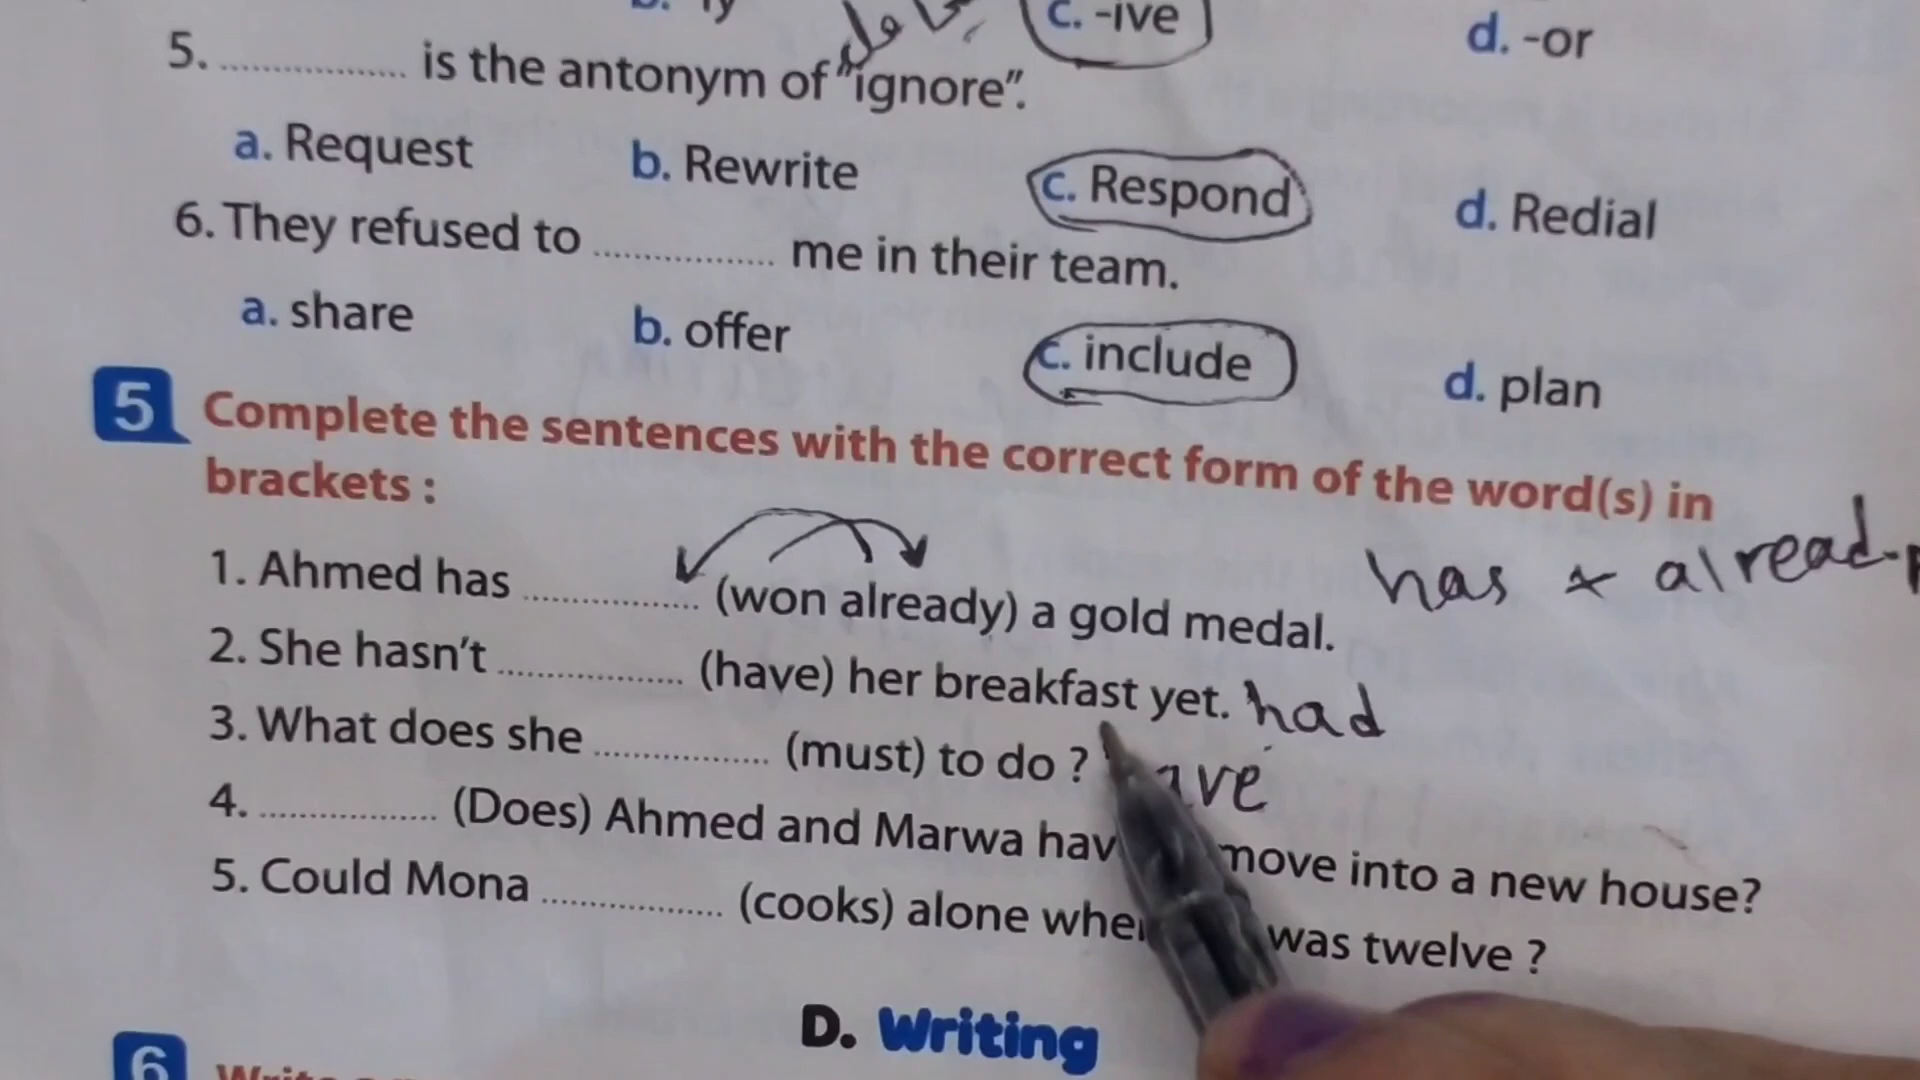 c. -ive d. -or
5. ................. is the antonym of "ignore".
a. Request b. Rewrite c. Respond d. Redial
6. They refused to ................. me in their team.
a. share b. offer c. include d. plan
5 Complete the sentences with the correct form of the word(s) in
brackets :
has + alread
1. Ahmed has ................. (won already) a gold medal.
2. She hasn't ................. (have) her breakfast yet. had
3. What does she ................. (must) to do ? ave
4. ................. (Does) Ahmed and Marwa hav move into a new house?
5. Could Mona ................. (cooks) alone whe was twelve ?
D. Writing
6